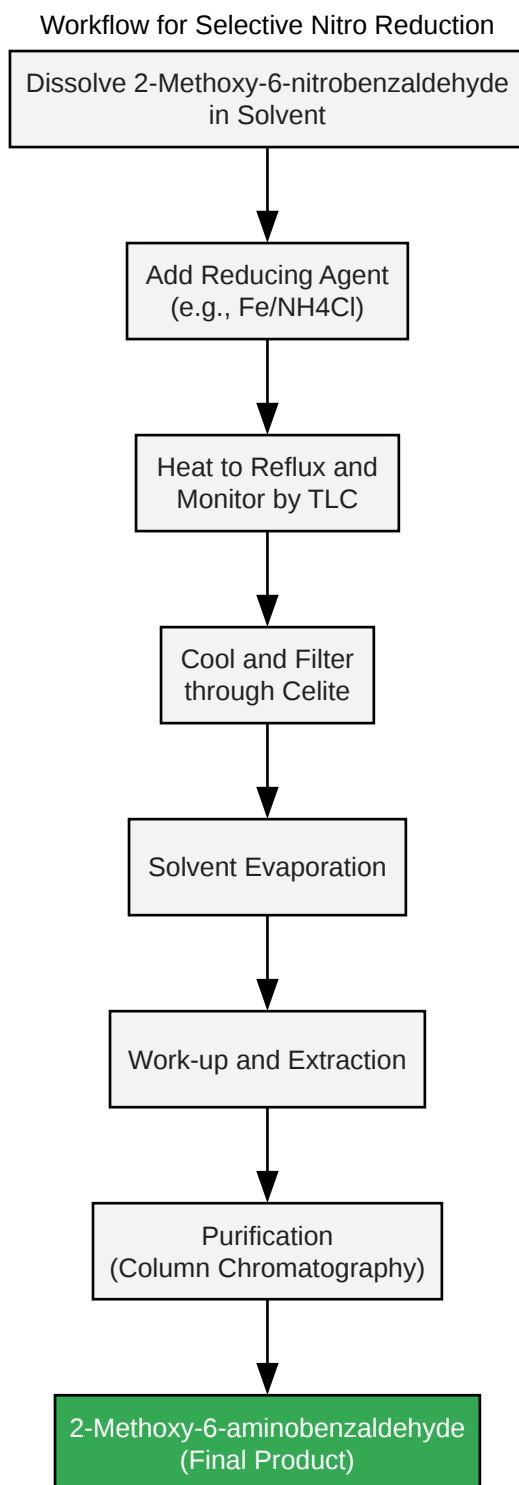 Workflow for Selective Nitro Reduction
Dissolve 2-Methoxy-6-nitrobenzaldehyde
in Solvent
Add Reducing Agent
(e.g., Fe/NH4Cl)
Heat to Reflux and
Monitor by TLC
Cool and Filter
through Celite
Solvent Evaporation
Work-up and Extraction
Purification
(Column Chromatography)
2-Methoxy-6-aminobenzaldehyde
(Final Product)